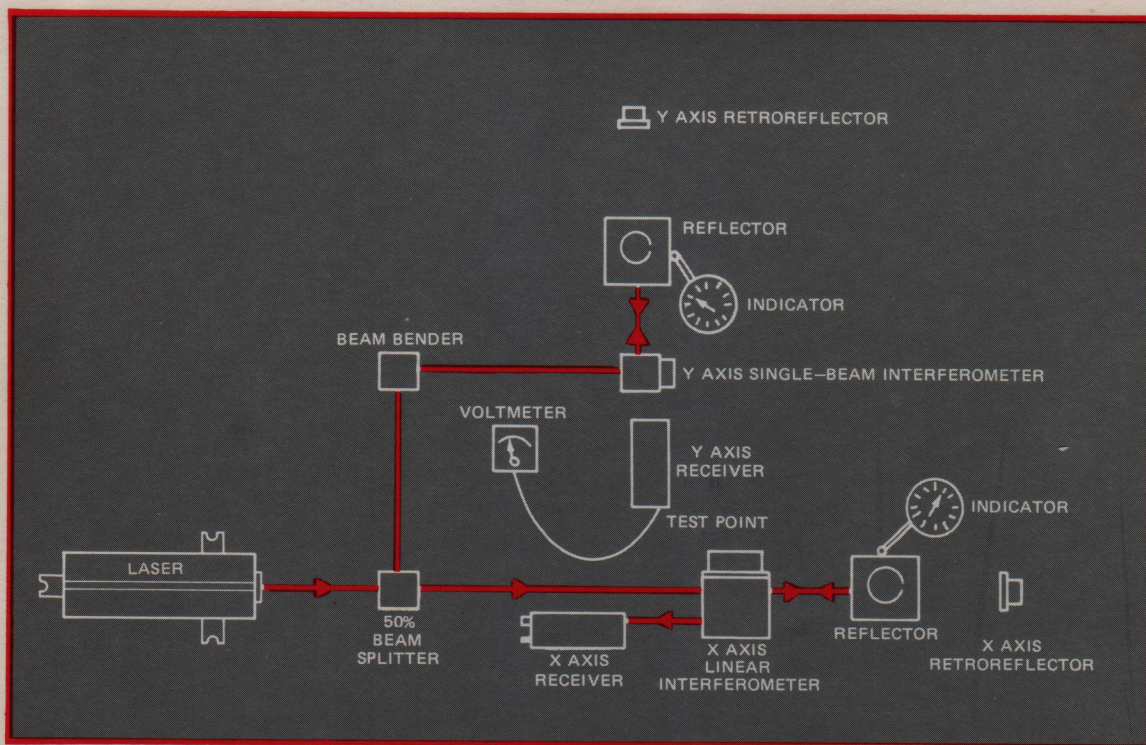 Y AXIS RETROREFLECTOR
REFLECTOR
INDICATOR
BEAM BENDER
Y AXIS SINGLE–BEAM INTERFEROMETER
VOLTMETER
Y AXIS
RECEIVER
TEST POINT
INDICATOR
LASER
50%
BEAM
SPLITTER
X AXIS
RECEIVER
X AXIS
LINEAR
INTERFEROMETER
REFLECTOR
X AXIS
RETROREFLECTOR